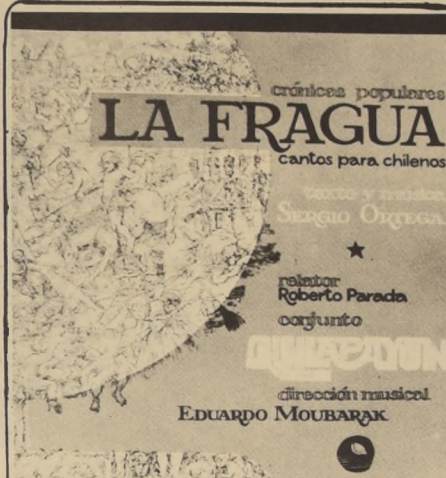 crónicas populares
LA FRAGUA
cantos para chilenos
texto y música
SERGIO ORTEGA
relator
Roberto Parada
conjunto
QUILAPAYUN
dirección musical
EDUARDO MOUBARAK